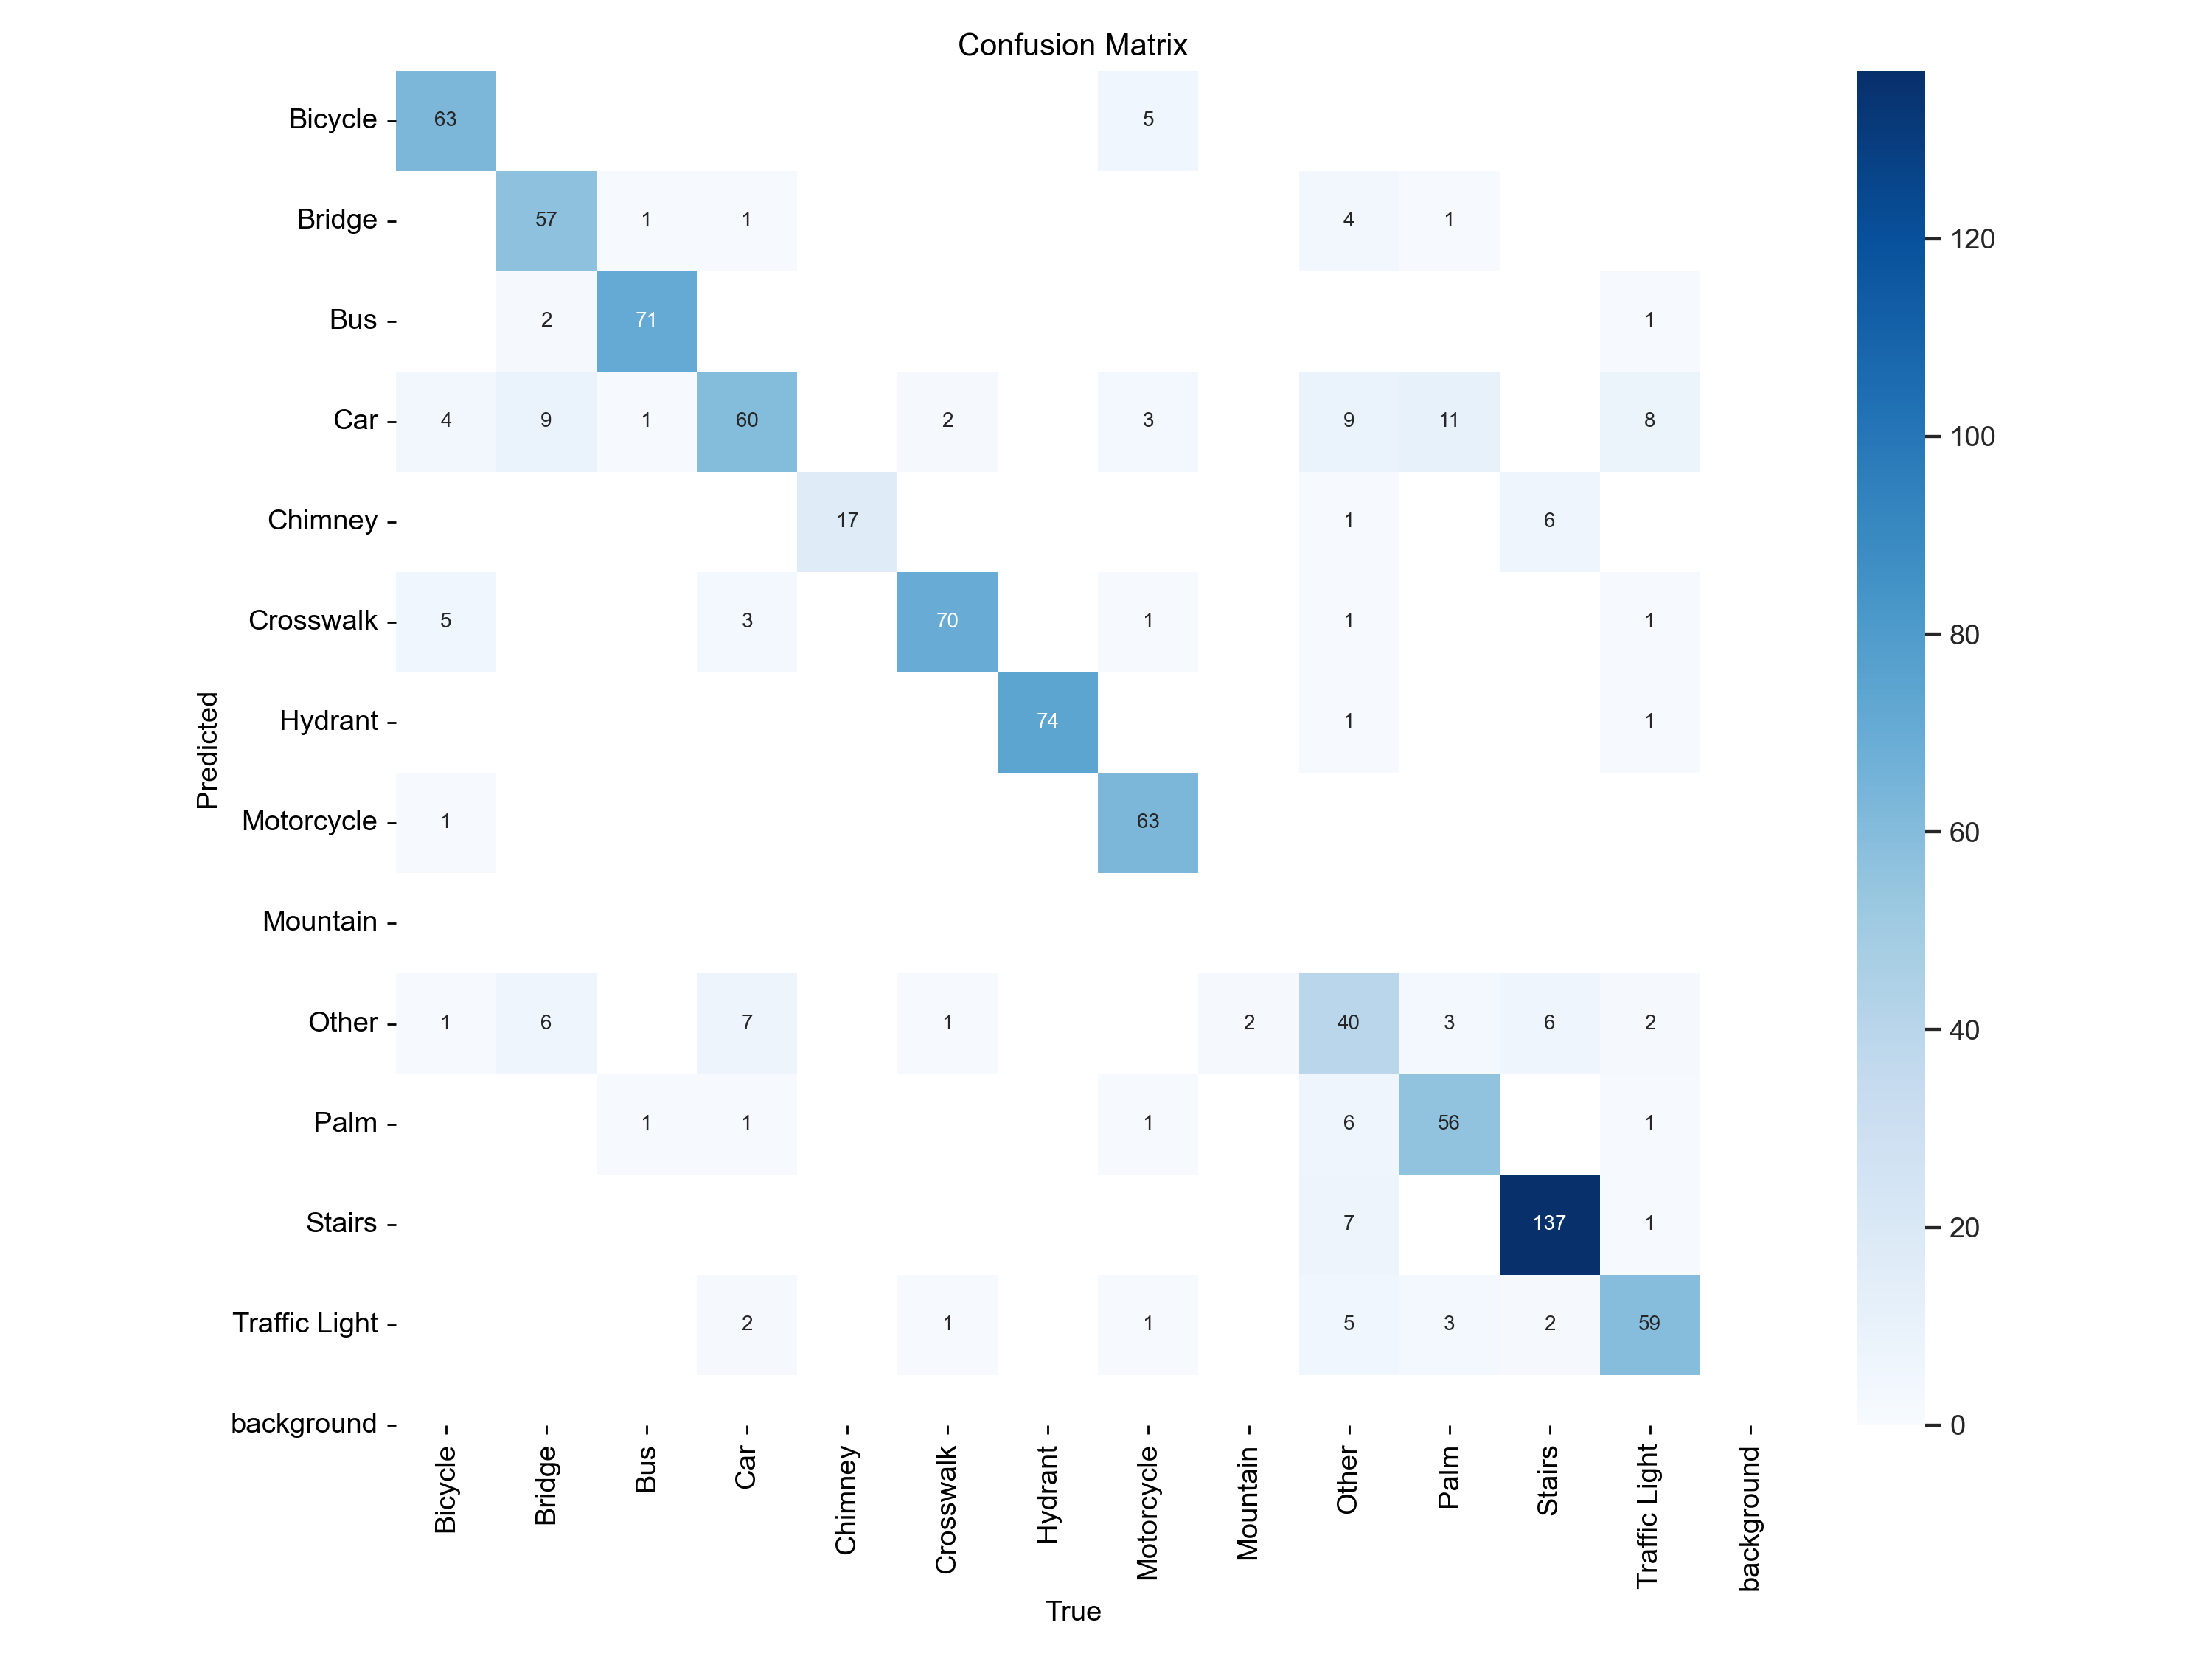 Confusion Matrix
Bicycle 63 5
Bridge 57 1 1 4 1
120
Bus 2 71 1
Car 4 9 1 60 2 3 9 11 8
100
Chimney 17 1 6
Crosswalk 5 3 70 1 1 1
80
Hydrant 74 1 1
Predicted
Motorcycle 1 63
60
Mountain
Other 1 6 7 1 2 40 3 6 2
40
Palm 1 1 1 6 56 1
Stairs 7 137 1
20
Traffic Light 2 1 1 5 3 2 59
background
0
Bicycle
Bridge
Bus
Car
Chimney
Crosswalk
Hydrant
Motorcycle
Mountain
Other
Palm
Stairs
Traffic Light
background
True